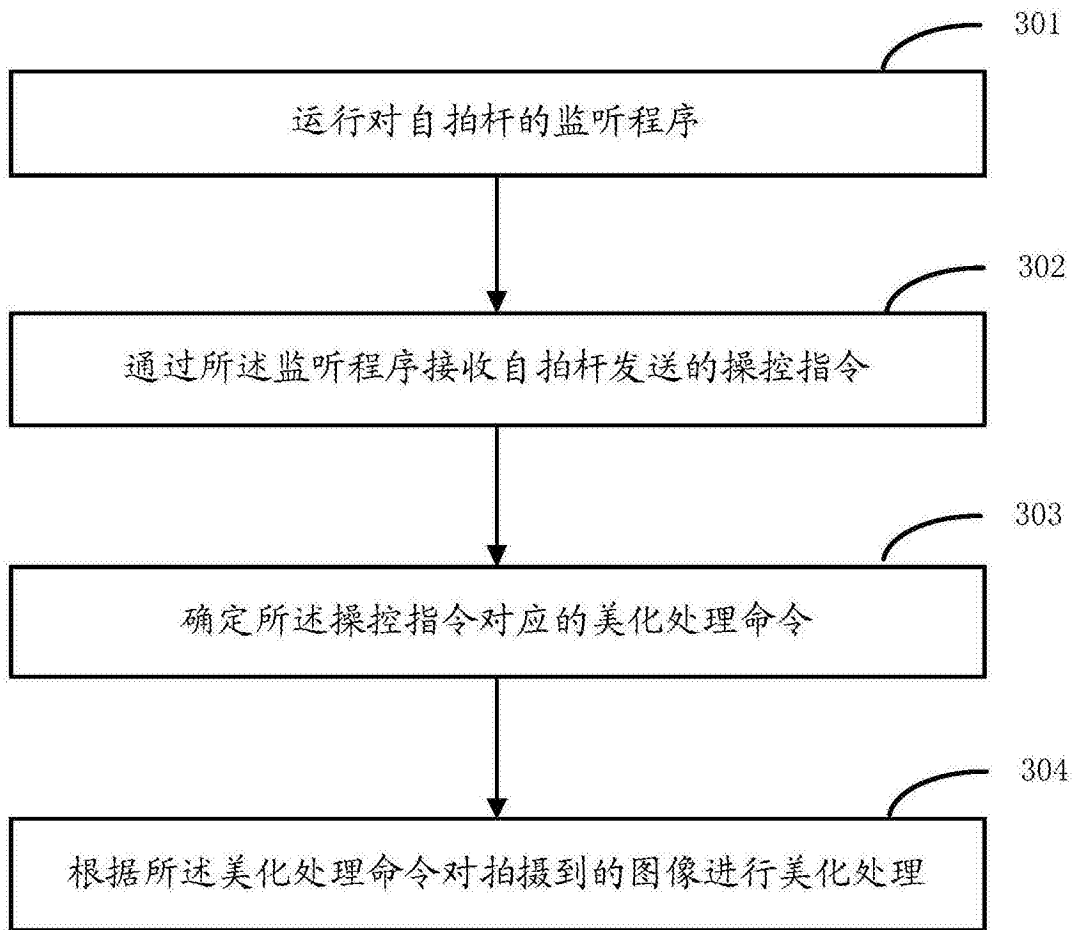 301
运行对自拍杆的监听程序
302
通过所述监听程序接收自拍杆发送的操控指令
303
确定所述操控指令对应的美化处理命令
304
根据所述美化处理命令对拍摄到的图像进行美化处理